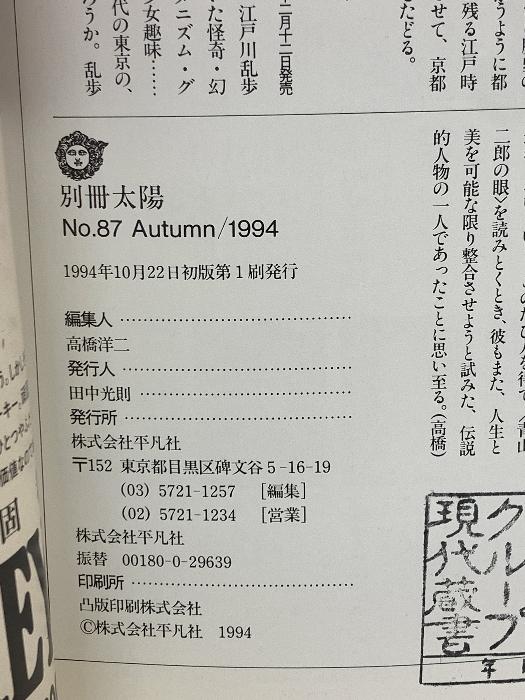 残る江戸時
せて、京都
たどる。
二月十二日発売
江戸川乱歩
た怪奇・幻
タニズム・グ
少女趣味……
代の東京の、
ろうか。乱歩
二郎の眼〉を読みとくとき、彼もまた、人生と
美を可能な限り整合させようと試みた、伝説
的人物の一人であったことに思い至る。(高橋)
別冊太陽
No.87 Autumn/1994
1994年10月22日初版第1刷発行
編集人
高橋洋二
発行人
田中光則
発行所
株式会社平凡社
〒152 東京都目黒区碑文谷5-16-19
(03) 5721-1257 [編集]
(02) 5721-1234 [営業]
株式会社平凡社
振替 00180-0-29639
印刷所
凸版印刷株式会社
©株式会社平凡社 1994
グループ
現代蔵書
年
固